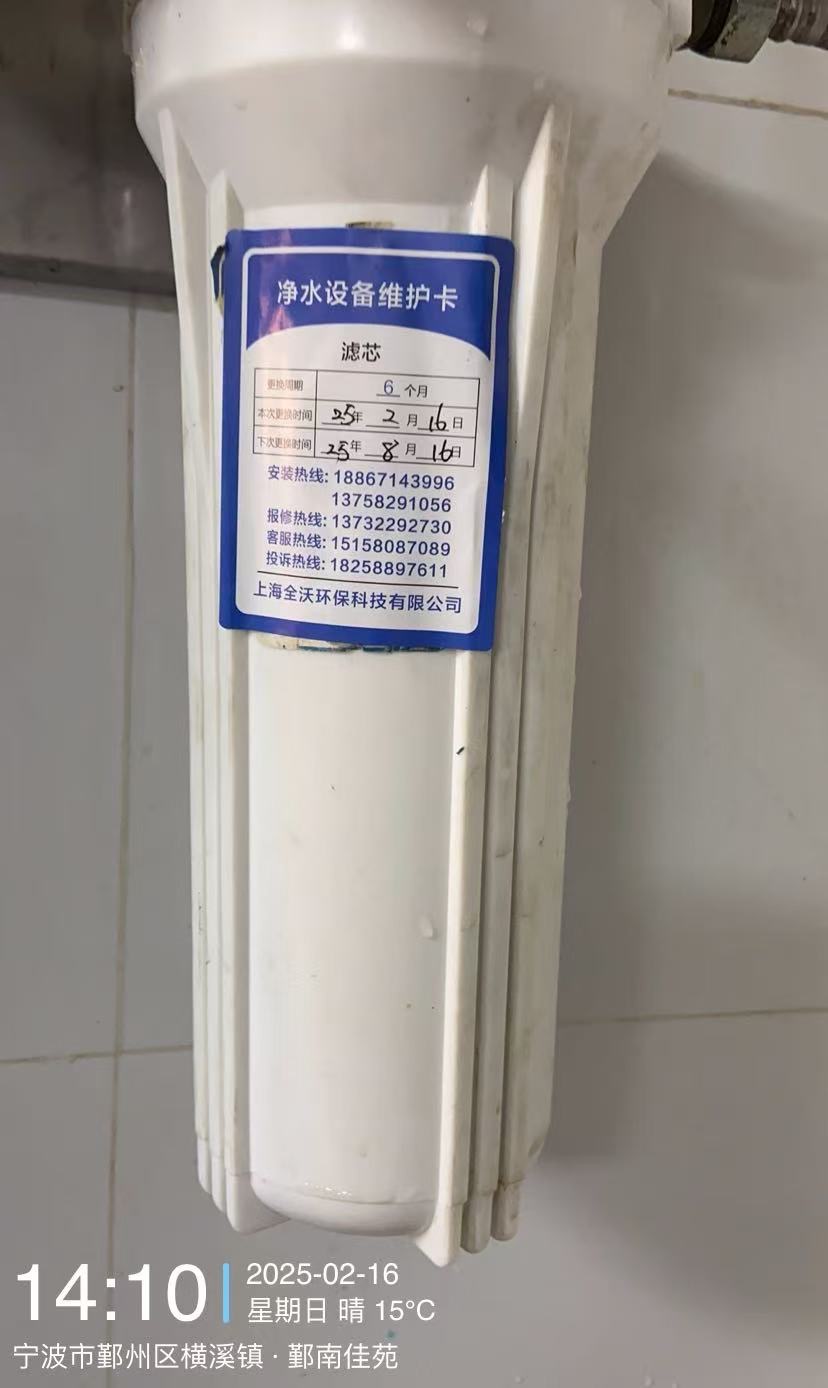 净水设备维护卡
滤芯
更换周期 6 个月
本次更换时间 25年 2 月 16日
下次更换时间 25年 8 月 16日
安装热线: 18867143996
13758291056
报修热线: 13732292730
客服热线: 15158087089
投诉热线: 18258897611
上海全沃环保科技有限公司
14:10
2025-02-16
星期日 晴 15℃
宁波市鄞州区横溪镇 · 鄞南佳苑